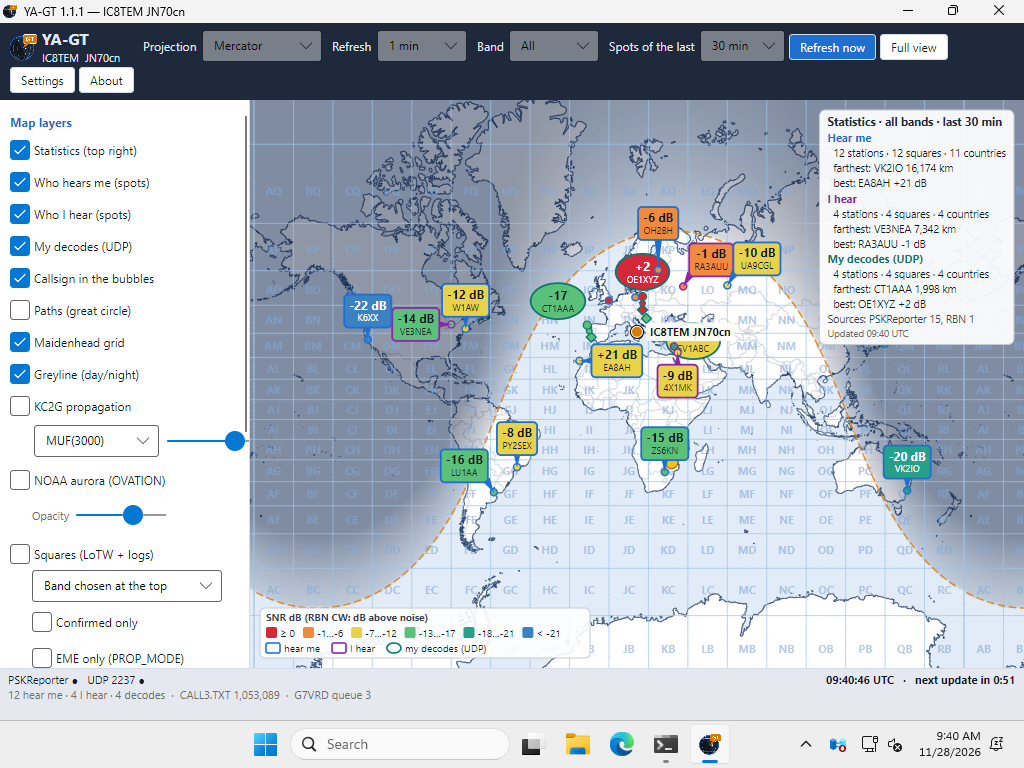 YA-GT 1.1.1 — IC8TEM JN70cn
YA-GT
IC8TEM JN70cn
Projection Mercator Refresh 1 min Band All Spots of the last 30 min Refresh now Full view
Settings About
Map layers
Statistics (top right)
Who hears me (spots)
Who I hear (spots)
My decodes (UDP)
Callsign in the bubbles
Paths (great circle)
Maidenhead grid
Greyline (day/night)
KC2G propagation
MUF(3000)
NOAA aurora (OVATION)
Opacity
Squares (LoTW + logs)
Band chosen at the top
Confirmed only
EME only (PROP_MODE)
Statistics · all bands · last 30 min
Hear me
12 stations · 12 squares · 11 countries
farthest: VK2IO 16,174 km
best: EA8AH +21 dB
I hear
4 stations · 4 squares · 4 countries
farthest: VE3NEA 7,342 km
best: RA3AUU -1 dB
My decodes (UDP)
4 stations · 4 squares · 4 countries
farthest: CT1AAA 1,998 km
best: OE1XYZ +2 dB
Sources: PSKReporter 15, RBN 1
Updated 09:40 UTC
-6 dB
OH2BH
-1 dB
RA3AUU
-10 dB
UA9CGL
+2
OE1XYZ
-17
CT1AAA
-22 dB
K6XX
-14 dB
VE3NEA
-12 dB
W1AW
IC8TEM JN70cn
SV1ABC
+21 dB
EA8AH
-9 dB
4X1MK
-8 dB
PY2SEX
-16 dB
LU1AA
-15 dB
ZS6KN
-20 dB
VK2IO
SNR dB (RBN CW: dB above noise)
≥ 0 -1…-6 -7…-12 -13…-17 -18…-21 < -21
hear me I hear my decodes (UDP)
PSKReporter ● UDP 2237 ●
12 hear me · 4 I hear · 4 decodes · CALL3.TXT 1,053,089 · G7VRD queue 3
09:40:46 UTC · next update in 0:51
Search
9:40 AM
11/28/2026